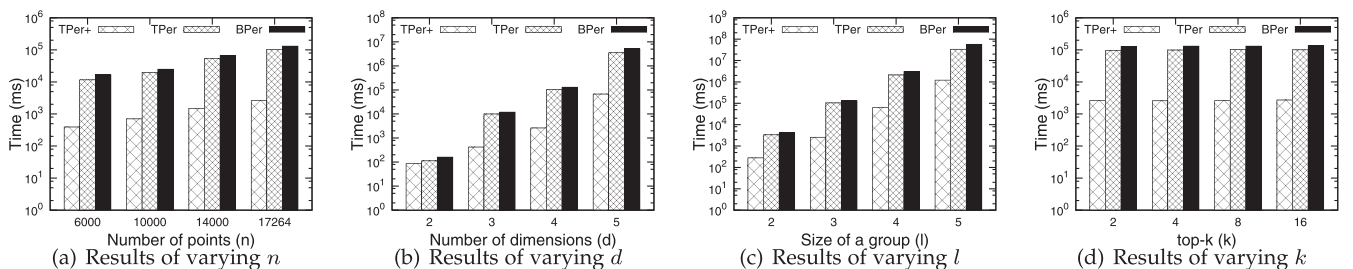 Time (ms)
10^6
10^5
10^4
10^3
10^2
10^1
10^0
TPer+ TPer BPer
6000 10000 14000 17264
Number of points (n)
(a) Results of varying n
Time (ms)
10^8
10^7
10^6
10^5
10^4
10^3
10^2
10^1
10^0
TPer+ TPer BPer
2 3 4 5
Number of dimensions (d)
(b) Results of varying d
Time (ms)
10^9
10^8
10^7
10^6
10^5
10^4
10^3
10^2
10^1
10^0
TPer+ TPer BPer
2 3 4 5
Size of a group (l)
(c) Results of varying l
Time (ms)
10^6
10^5
10^4
10^3
10^2
10^1
10^0
TPer+ TPer BPer
2 4 8 16
top-k (k)
(d) Results of varying k